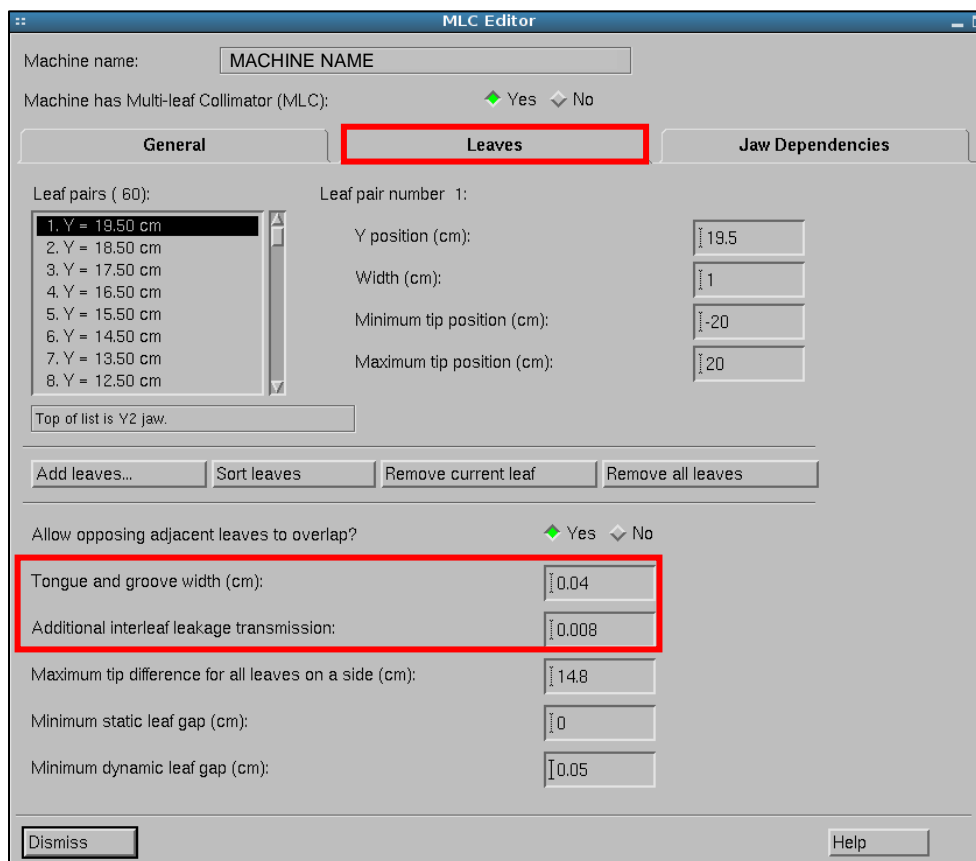 MLC Editor
Machine name: MACHINE NAME
Machine has Multi-leaf Collimator (MLC): Yes No
General Leaves Jaw Dependencies
Leaf pairs ( 60): Leaf pair number 1:
1. Y = 19.50 cm
2. Y = 18.50 cm
3. Y = 17.50 cm
4. Y = 16.50 cm
5. Y = 15.50 cm
6. Y = 14.50 cm
7. Y = 13.50 cm
8. Y = 12.50 cm
Y position (cm): 19.5
Width (cm): 1
Minimum tip position (cm): -20
Maximum tip position (cm): 20
Top of list is Y2 jaw.
Add leaves... Sort leaves Remove current leaf Remove all leaves
Allow opposing adjacent leaves to overlap? Yes No
Tongue and groove width (cm): 0.04
Additional interleaf leakage transmission: 0.008
Maximum tip difference for all leaves on a side (cm): 14.8
Minimum static leaf gap (cm): 0
Minimum dynamic leaf gap (cm): 0.05
Dismiss Help